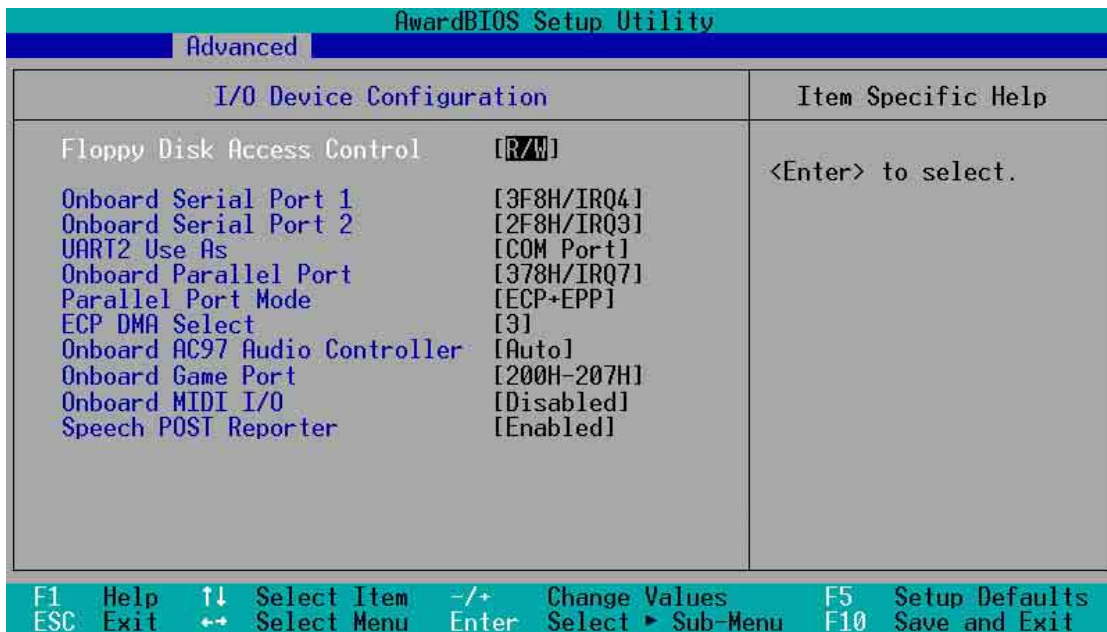 AwardBIOS Setup Utility
Advanced
I/O Device Configuration
Item Specific Help
Floppy Disk Access Control [R/W]
<Enter> to select.
Onboard Serial Port 1 [3F8H/IRQ4]
Onboard Serial Port 2 [2F8H/IRQ3]
UART2 Use As [COM Port]
Onboard Parallel Port [378H/IRQ7]
Parallel Port Mode [ECP+EPP]
ECP DMA Select [3]
Onboard AC97 Audio Controller [Auto]
Onboard Game Port [200H-207H]
Onboard MIDI I/O [Disabled]
Speech POST Reporter [Enabled]
F1 Help ↑↓ Select Item -/+ Change Values F5 Setup Defaults
ESC Exit ←→ Select Menu Enter Select ► Sub-Menu F10 Save and Exit